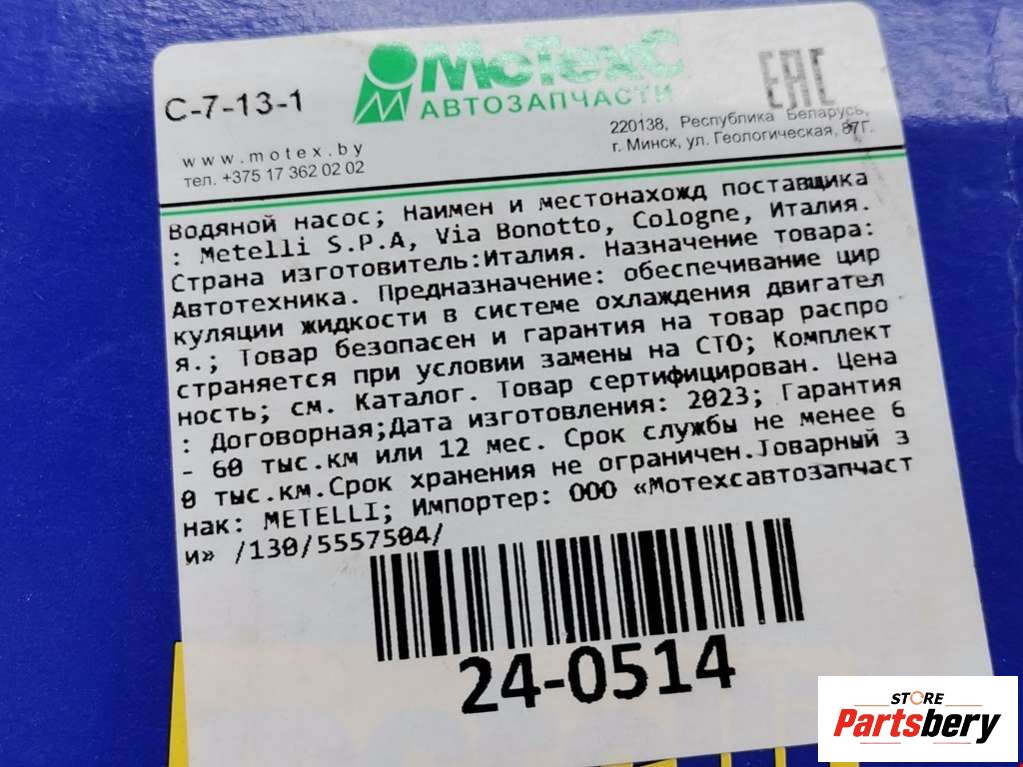 МоТехС
АВТОЗАПЧАСТИ
EAC
С-7-13-1
220138, Республика Беларусь,
г. Минск, ул. Геологическая, 87Г.
www.motex.by
тел. +375 17 362 02 02
Водяной насос; Наимен и местонахожд поставщика
: Metelli S.P.A, Via Bonotto, Cologne, Италия.
Страна изготовитель:Италия. Назначение товара:
Автотехника. Предназначение: обеспечивание цир
куляции жидкости в системе охлаждения двигател
я.; Товар безопасен и гарантия на товар распро
страняется при условии замены на СТО; Комплект
ность; см. Каталог. Товар сертифицирован. Цена
: Договорная;Дата изготовления: 2023; Гарантия
- 60 тыс.км или 12 мес. Срок службы не менее 6
0 тыс.км.Срок хранения не ограничен.Товарный з
нак: METELLI; Импортер: ООО «Мотехсавтозапчаст
и» /130/5557504/
24-0514
STORE
Partsbery